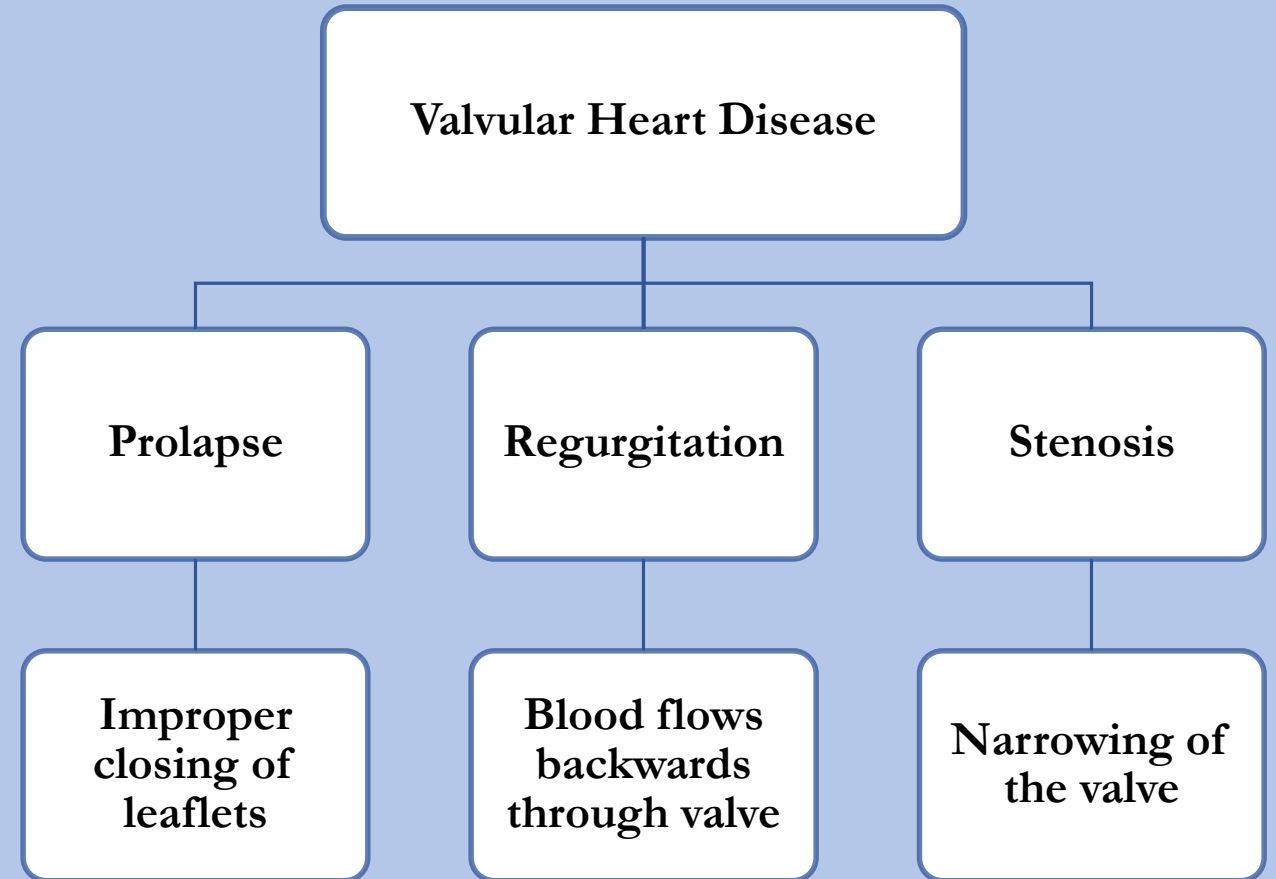 Valvular Heart Disease
Prolapse
Regurgitation
Stenosis
Improper
closing of
leaflets
Blood flows
backwards
through valve
Narrowing of
the valve